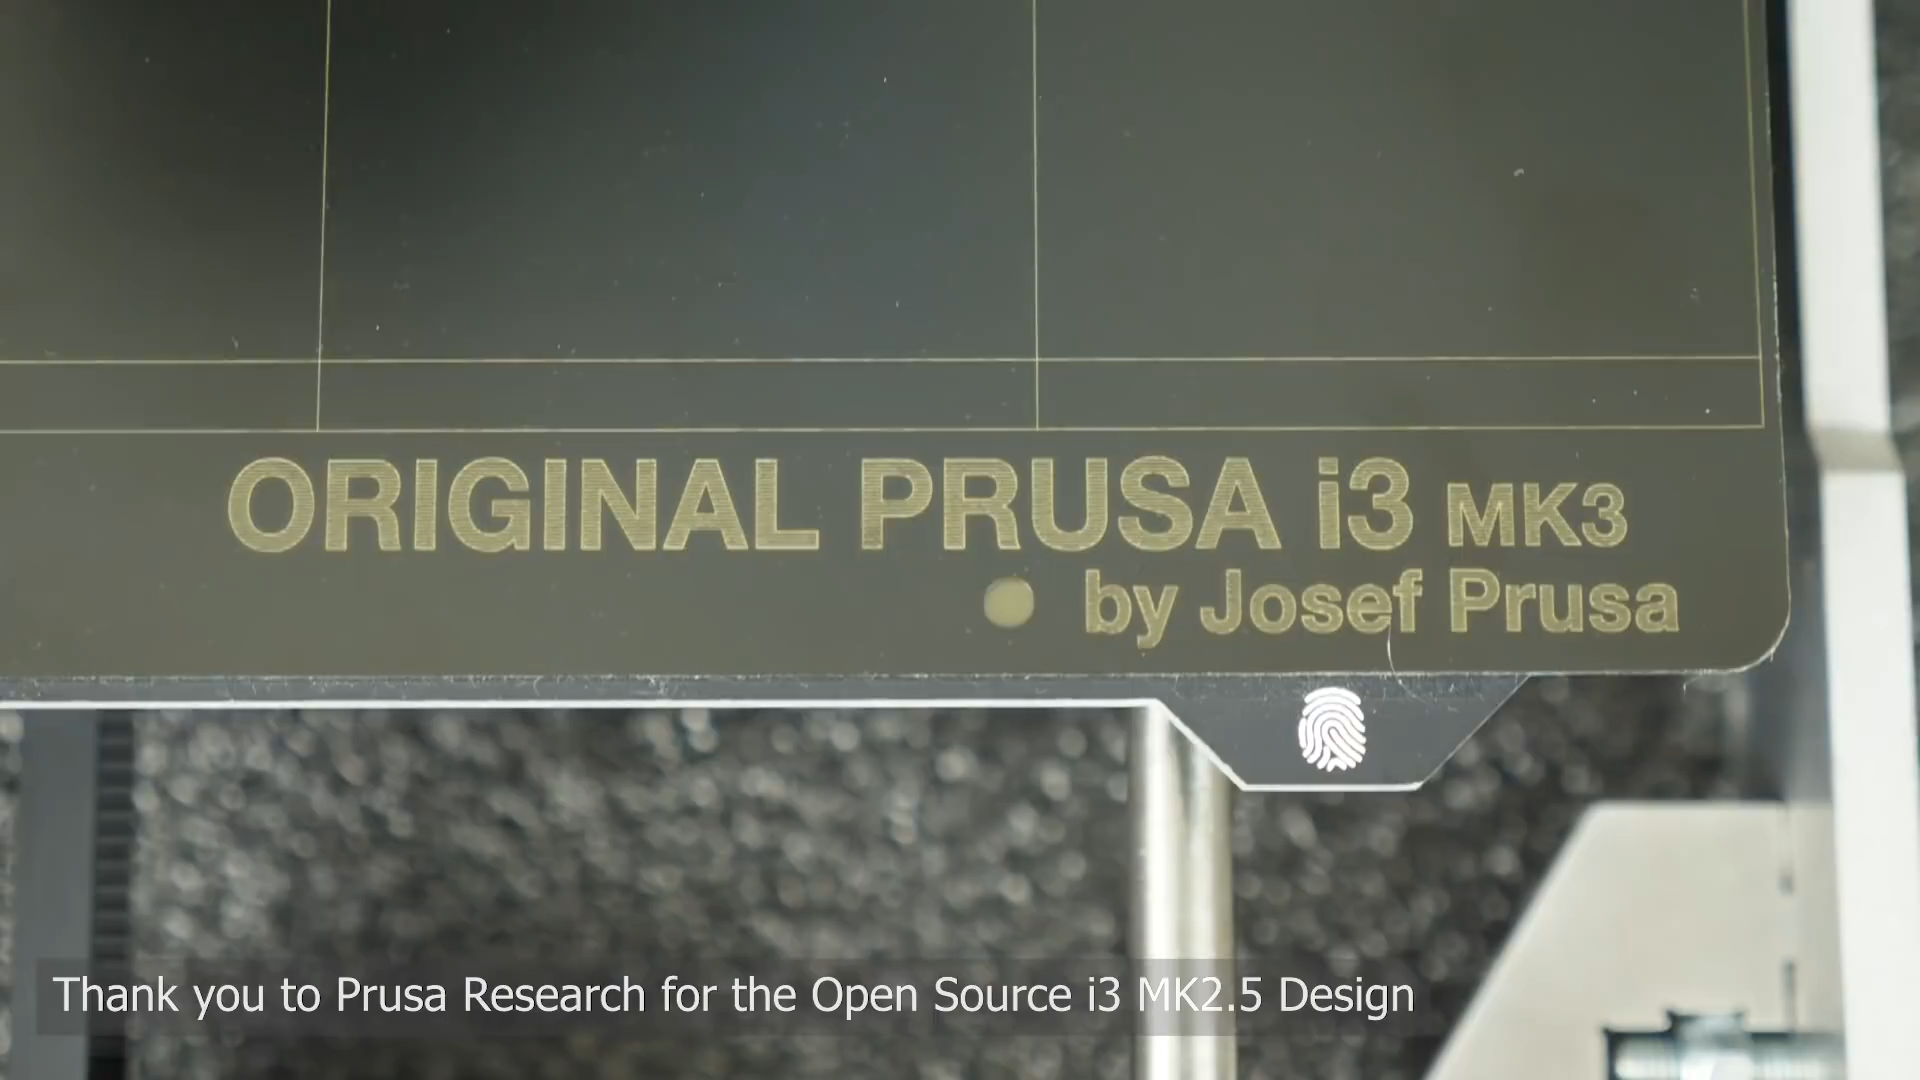 ORIGINAL PRUSA i3 MK3
by Josef Prusa
Thank you to Prusa Research for the Open Source i3 MK2.5 Design